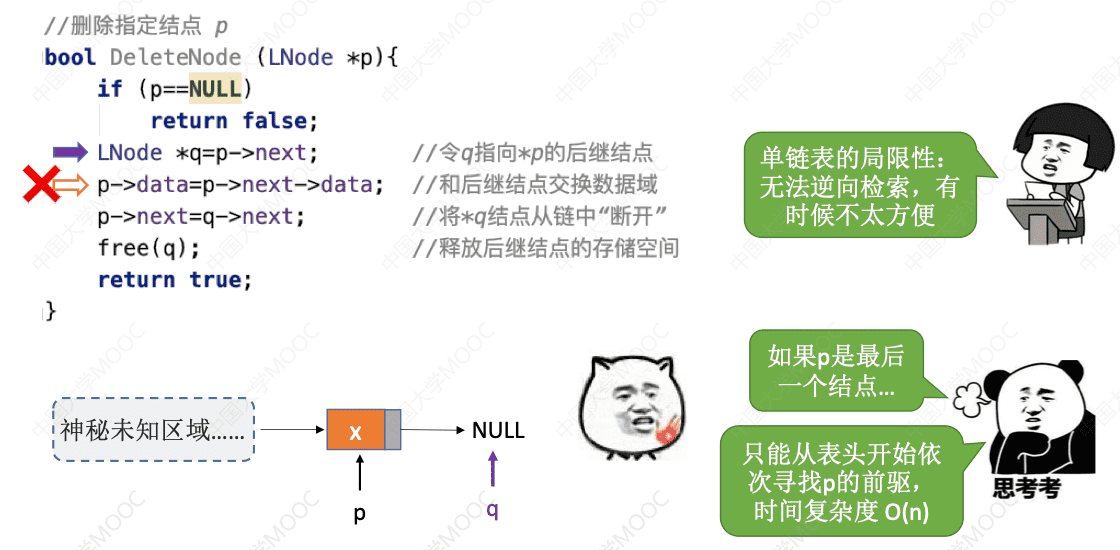 //删除指定结点 p
bool DeleteNode (LNode *p){
if (p==NULL)
return false;
LNode *q=p->next; //令q指向*p的后继结点
p->data=p->next->data; //和后继结点交换数据域
p->next=q->next; //将*q结点从链中“断开”
free(q); //释放后继结点的存储空间
return true;
}
单链表的局限性：
无法逆向检索，有
时候不太方便
如果p是最后
一个结点…
神秘未知区域……
x
NULL
p
q
只能从表头开始依
次寻找p的前驱，
时间复杂度 O(n)
思考考
中国大学MOOC